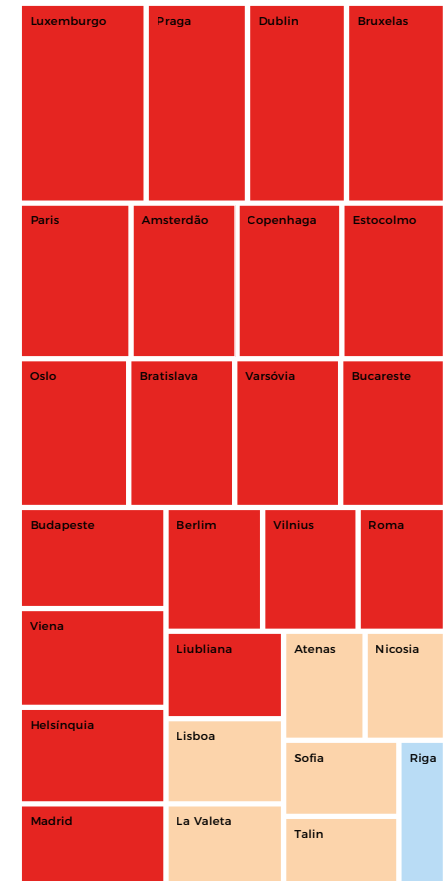 Luxemburgo
Praga
Dublin
Bruxelas
Paris
Amsterdão
Copenhaga
Estocolmo
Oslo
Bratislava
Varsóvia
Bucareste
Budapeste
Berlim
Vilnius
Roma
Viena
Liubliana
Atenas
Nicosia
Helsínquia
Lisboa
Sofia
Riga
Madrid
La Valeta
Talin